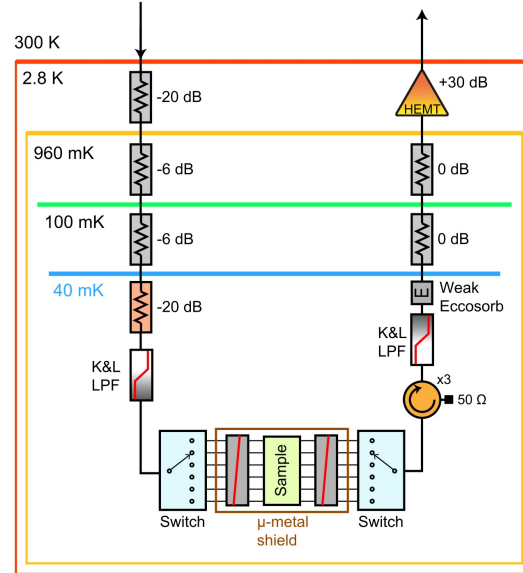 300 K
2.8 K
-20 dB
+30 dB
HEMT
960 mK
-6 dB
0 dB
100 mK
-6 dB
0 dB
40 mK
-20 dB
E
Weak
Eccosorb
K&L
LPF
K&L
LPF
x3
50 Ω
Sample
Switch
μ-metal
shield
Switch